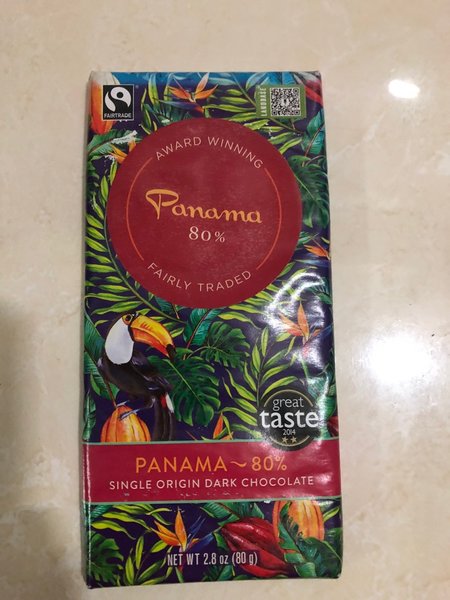 FAIRTRADE
LANDBASE
AWARD WINNING
Panama
80%
FAIRLY TRADED
great
taste
2014
PANAMA ~ 80%
SINGLE ORIGIN DARK CHOCOLATE
NET WT 2.8 oz (80 g)